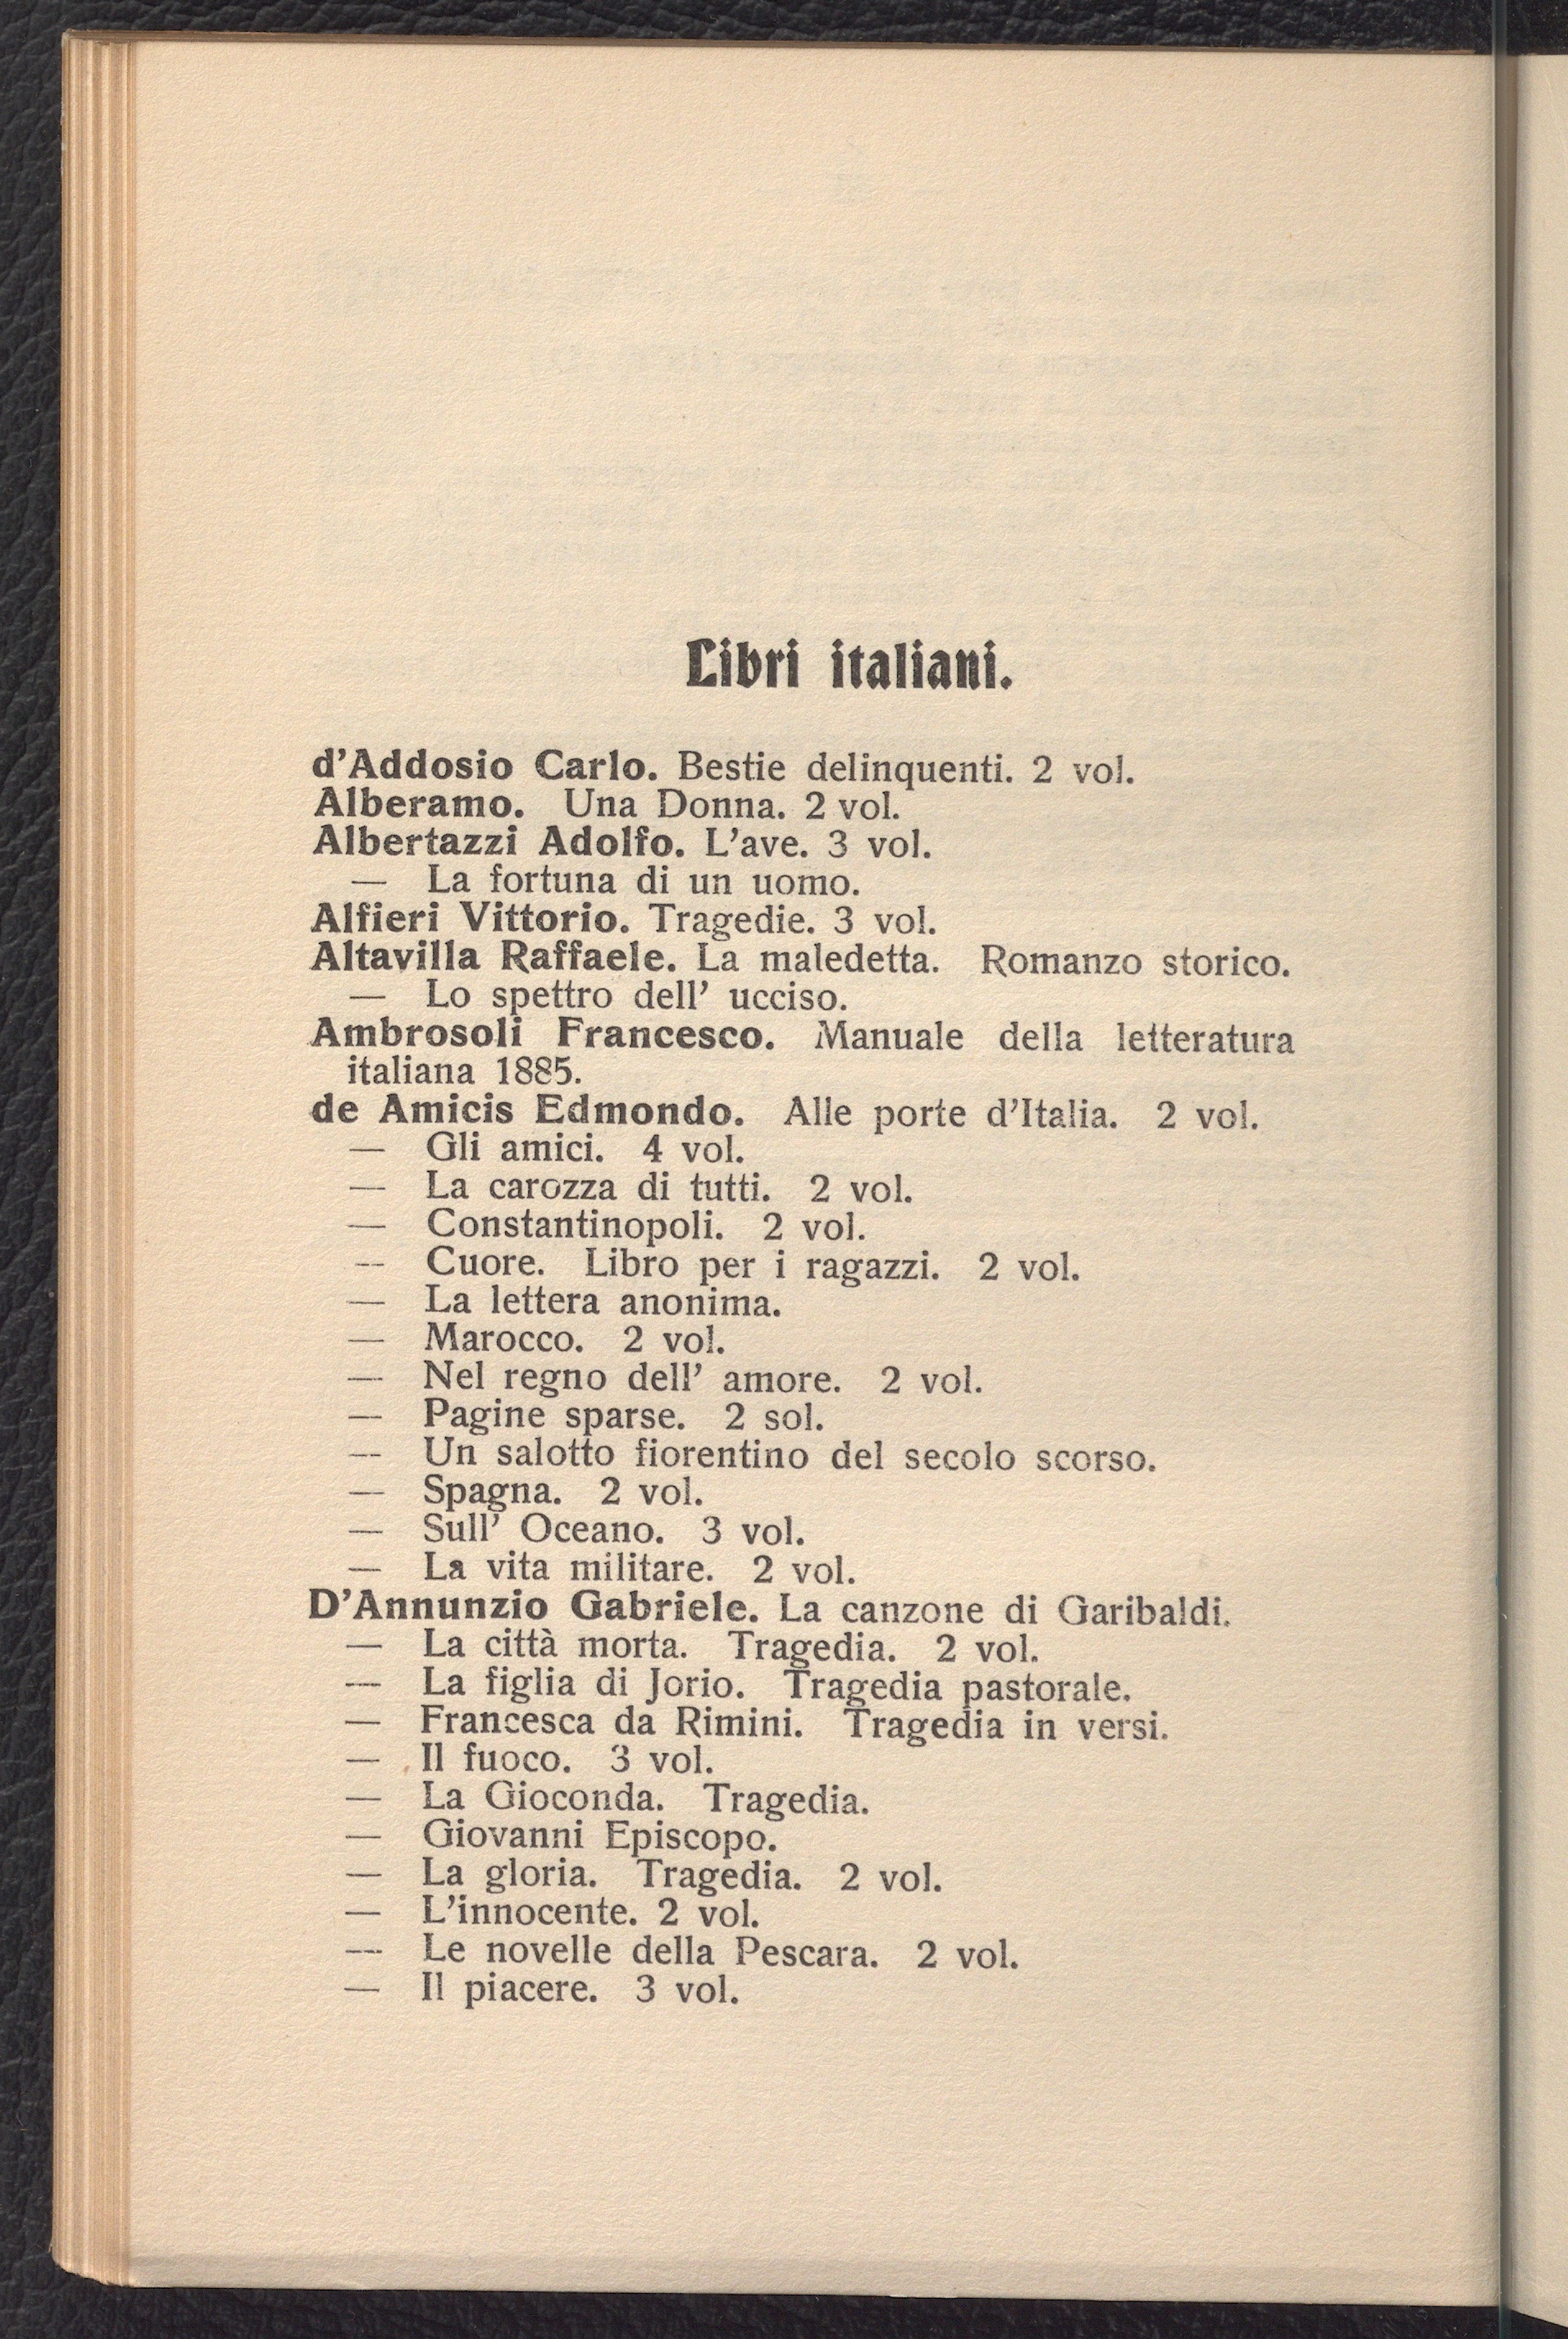 Libri italiani.
d'Addosio Carlo. Bestie delinquenti. 2 vol.
Alberamo. Una Donna. 2 vol.
Albertazzi Adolfo. L'ave. 3 vol.
— La fortuna di un uomo.
Alfieri Vittorio. Tragedie. 3 vol.
Altavilla Raffaele. La maledetta. Romanzo storico.
— Lo spettro dell' ucciso.
Ambrosoli Francesco. Manuale della letteratura
italiana 1885.
de Amicis Edmondo. Alle porte d'Italia. 2 vol.
— Gli amici. 4 vol.
— La carozza di tutti. 2 vol.
— Constantinopoli. 2 vol.
— Cuore. Libro per i ragazzi. 2 vol.
— La lettera anonima.
— Marocco. 2 vol.
— Nel regno dell' amore. 2 vol.
— Pagine sparse. 2 sol.
— Un salotto fiorentino del secolo scorso.
— Spagna. 2 vol.
— Sull' Oceano. 3 vol.
— La vita militare. 2 vol.
D'Annunzio Gabriele. La canzone di Garibaldi.
— La città morta. Tragedia. 2 vol.
— La figlia di Jorio. Tragedia pastorale.
— Francesca da Rimini. Tragedia in versi.
— Il fuoco. 3 vol.
— La Gioconda. Tragedia.
— Giovanni Episcopo.
— La gloria. Tragedia. 2 vol.
— L'innocente. 2 vol.
— Le novelle della Pescara. 2 vol.
— Il piacere. 3 vol.